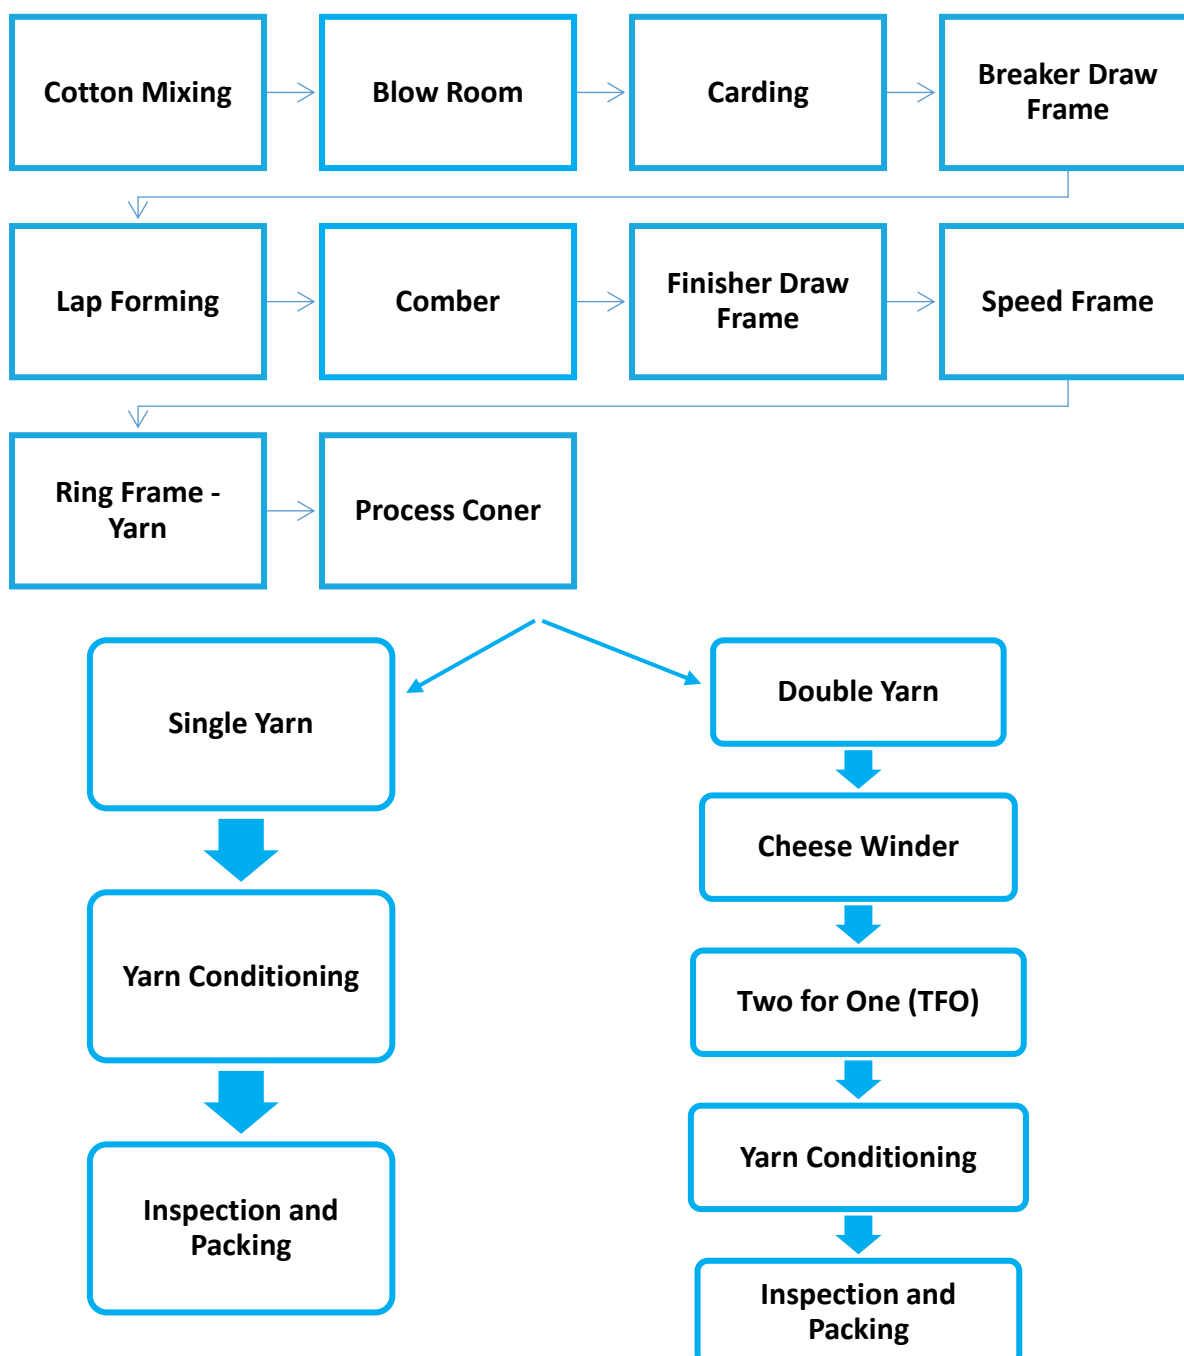 Cotton Mixing
Blow Room
Carding
Breaker Draw
Frame
Lap Forming
Comber
Finisher Draw
Frame
Speed Frame
Ring Frame -
Yarn
Process Coner
Single Yarn
Yarn Conditioning
Inspection and
Packing
Double Yarn
Cheese Winder
Two for One (TFO)
Yarn Conditioning
Inspection and
Packing